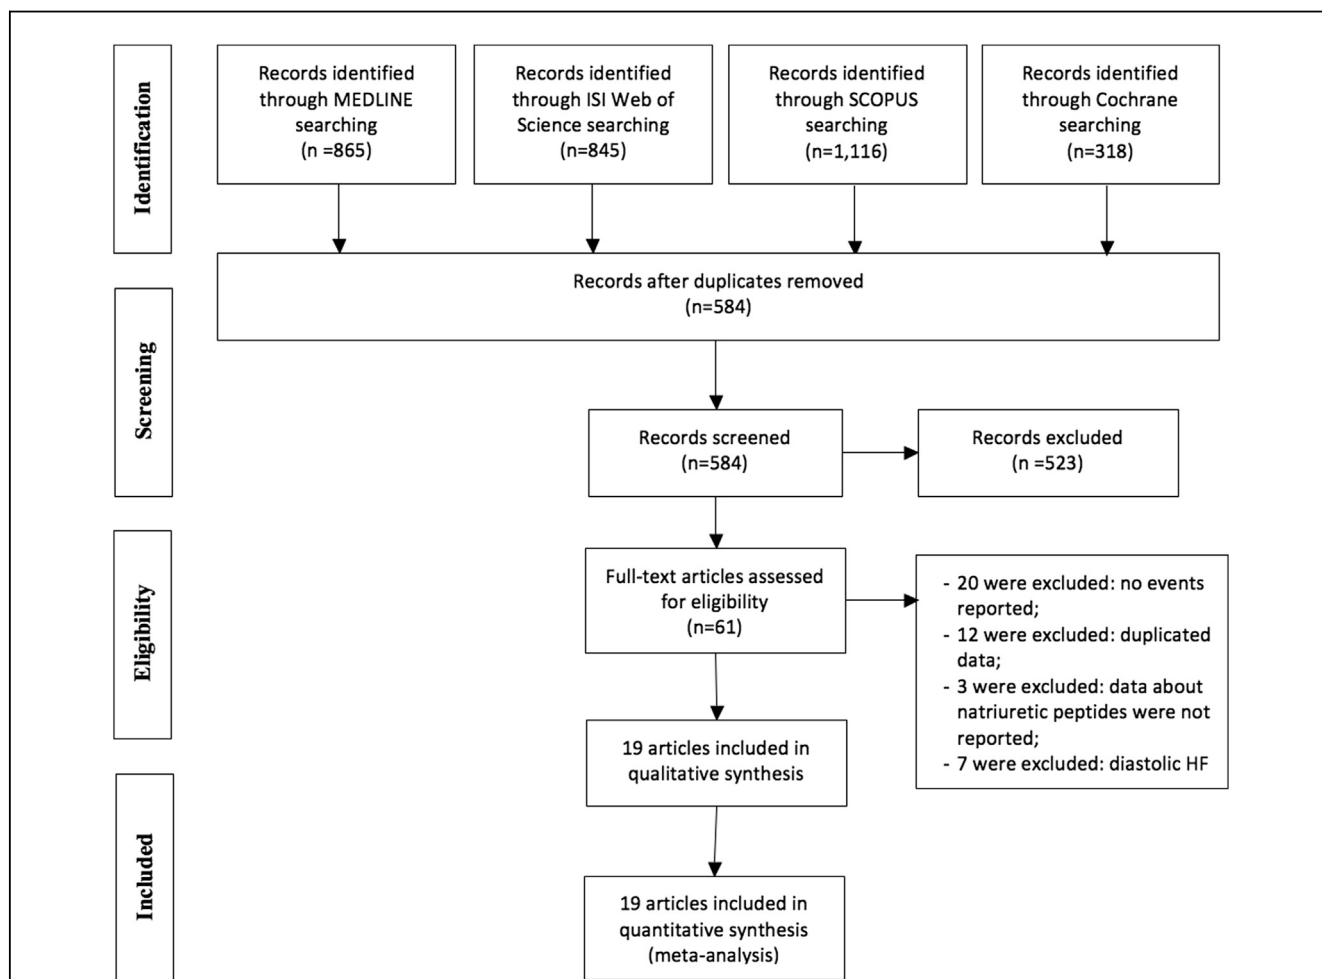 Identification
Records identified
through MEDLINE
searching
(n =865)
Records identified
through ISI Web of
Science searching
(n=845)
Records identified
through SCOPUS
searching
(n=1,116)
Records identified
through Cochrane
searching
(n=318)
Records after duplicates removed
(n=584)
Screening
Records screened
(n=584)
Records excluded
(n =523)
Eligibility
Full-text articles assessed
for eligibility
(n=61)
- 20 were excluded: no events
reported;
- 12 were excluded: duplicated
data;
- 3 were excluded: data about
natriuretic peptides were not
reported;
- 7 were excluded: diastolic HF
19 articles included in
qualitative synthesis
Included
19 articles included in
quantitative synthesis
(meta-analysis)